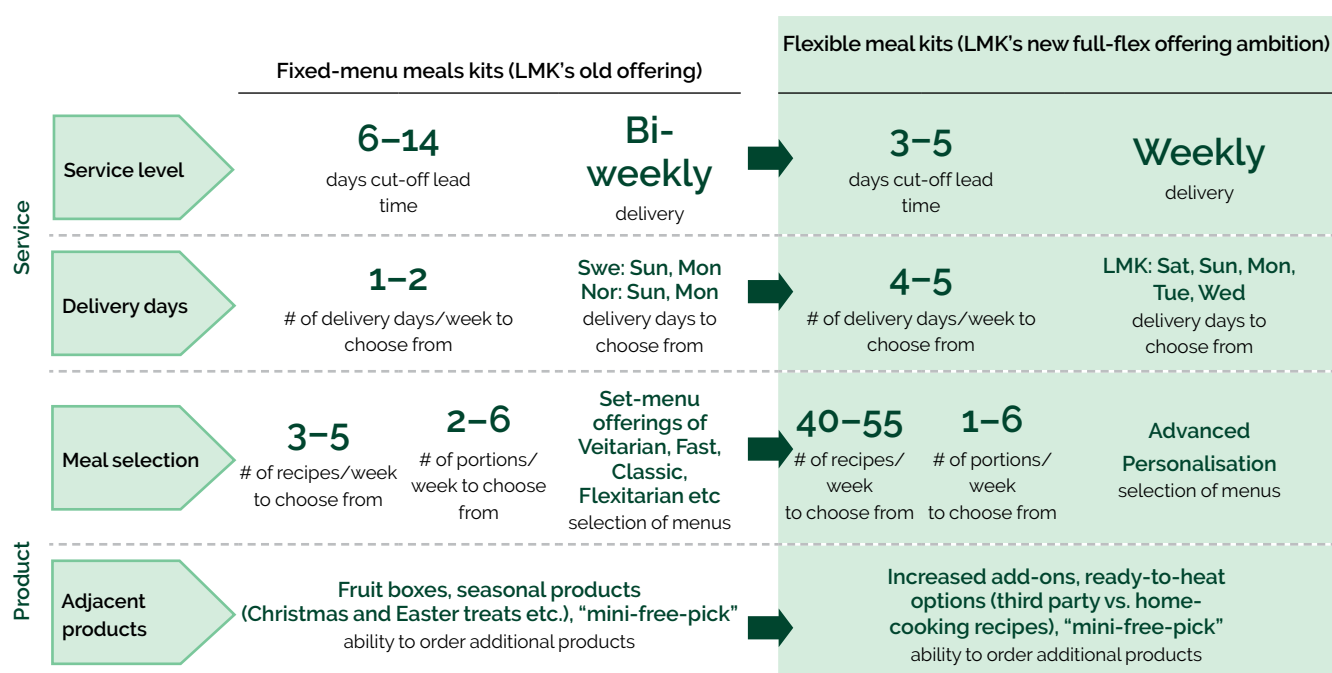 Fixed-menu meals kits (LMK's old offering)
Flexible meal kits (LMK's new full-flex offering ambition)
Service
Service level
6–14
days cut-off lead
time
Bi-
weekly
delivery
3–5
days cut-off lead
time
Weekly
delivery
Delivery days
1–2
# of delivery days/week to
choose from
Swe: Sun, Mon
Nor: Sun, Mon
delivery days to
choose from
4–5
# of delivery days/week to
choose from
LMK: Sat, Sun, Mon,
Tue, Wed
delivery days to
choose from
Product
Meal selection
3–5
# of recipes/week
to choose from
2–6
# of portions/
week to choose
from
Set-menu
offerings of
Veitarian, Fast,
Classic,
Flexitarian etc
selection of menus
40–55
# of recipes/
week
to choose from
1–6
# of portions/
week
to choose from
Advanced
Personalisation
selection of menus
Adjacent
products
Fruit boxes, seasonal products
(Christmas and Easter treats etc.), “mini-free-pick”
ability to order additional products
Increased add-ons, ready-to-heat
options (third party vs. home-
cooking recipes), “mini-free-pick”
ability to order additional products